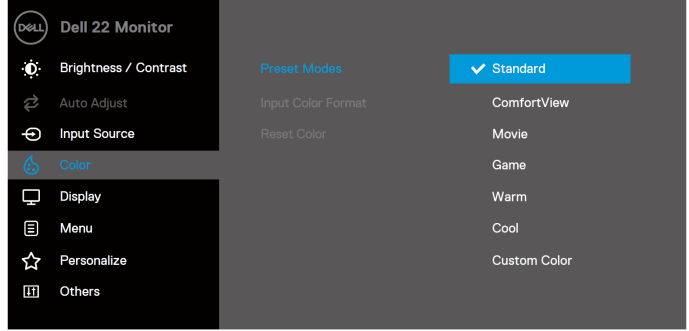 DELL Dell 22 Monitor
Brightness / Contrast
Auto Adjust
Input Source
Color
Display
Menu
Personalize
Others
Preset Modes
Input Color Format
Reset Color
Standard
ComfortView
Movie
Game
Warm
Cool
Custom Color